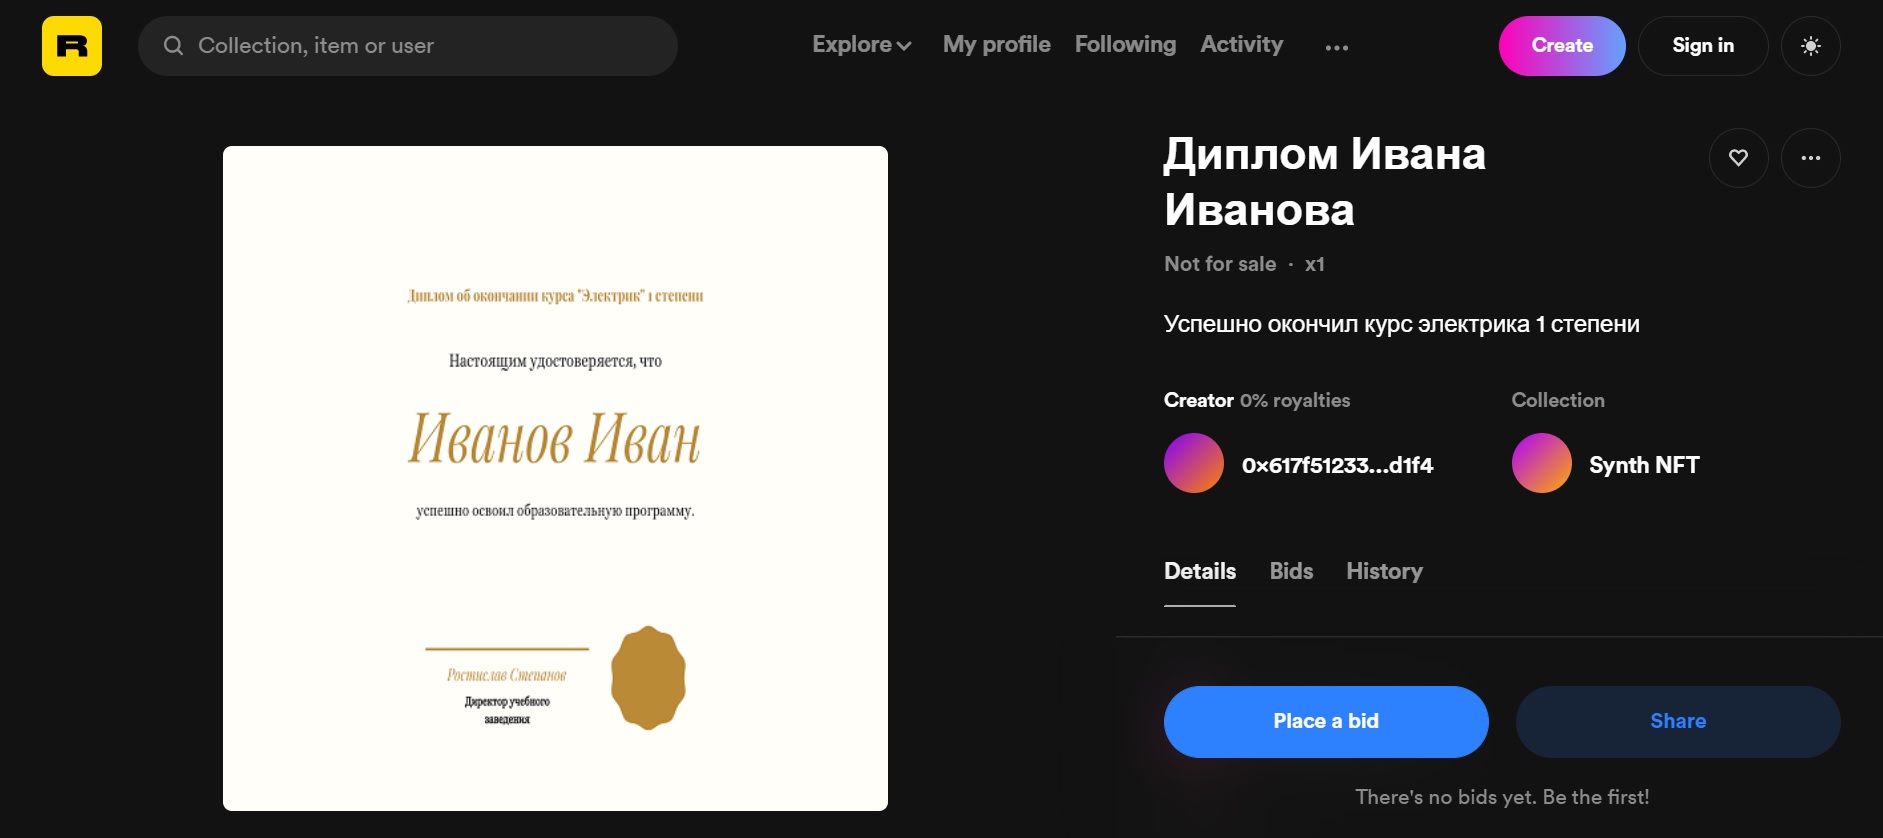 R
Collection, item or user
Explore
My profile
Following
Activity
Create
Sign in
Диплом об окончании курса "Электрик" 1 степени
Настоящим удостоверяется, что
Иванов Иван
успешно освоил образовательную программу.
Ростислав Степанов
Директор учебного
заведения
Диплом Ивана
Иванова
Not for sale · x1
Успешно окончил курс электрика 1 степени
Creator 0% royalties
Collection
0x617f51233...d1f4
Synth NFT
Details
Bids
History
Place a bid
Share
There's no bids yet. Be the first!